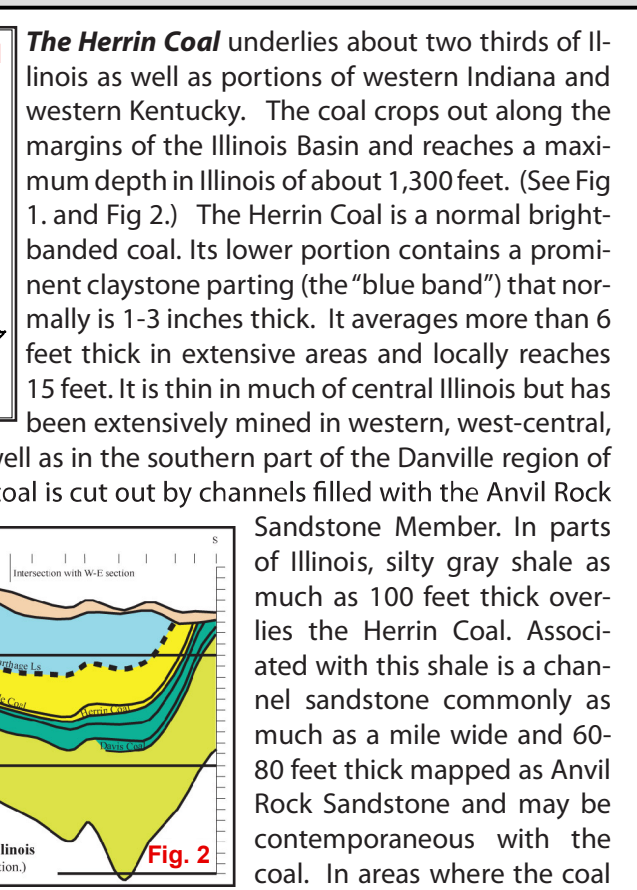 The Herrin Coal underlies about two thirds of Il-
linois as well as portions of western Indiana and
western Kentucky. The coal crops out along the
margins of the Illinois Basin and reaches a maxi-
mum depth in Illinois of about 1,300 feet. (See Fig
1. and Fig 2.) The Herrin Coal is a normal bright-
banded coal. Its lower portion contains a promi-
nent claystone parting (the “blue band”) that nor-
mally is 1-3 inches thick. It averages more than 6
feet thick in extensive areas and locally reaches
15 feet. It is thin in much of central Illinois but has
been extensively mined in western, west-central,
well as in the southern part of the Danville region of
coal is cut out by channels filled with the Anvil Rock
Sandstone Member. In parts
of Illinois, silty gray shale as
much as 100 feet thick over-
lies the Herrin Coal. Associ-
ated with this shale is a chan-
nel sandstone commonly as
much as a mile wide and 60-
80 feet thick mapped as Anvil
Rock Sandstone and may be
contemporaneous with the
coal. In areas where the coal
S
Intersection with W-E section
rthage Ls
Coal
Herrin Coal
Davis Coal
linois
tion.)
Fig. 2